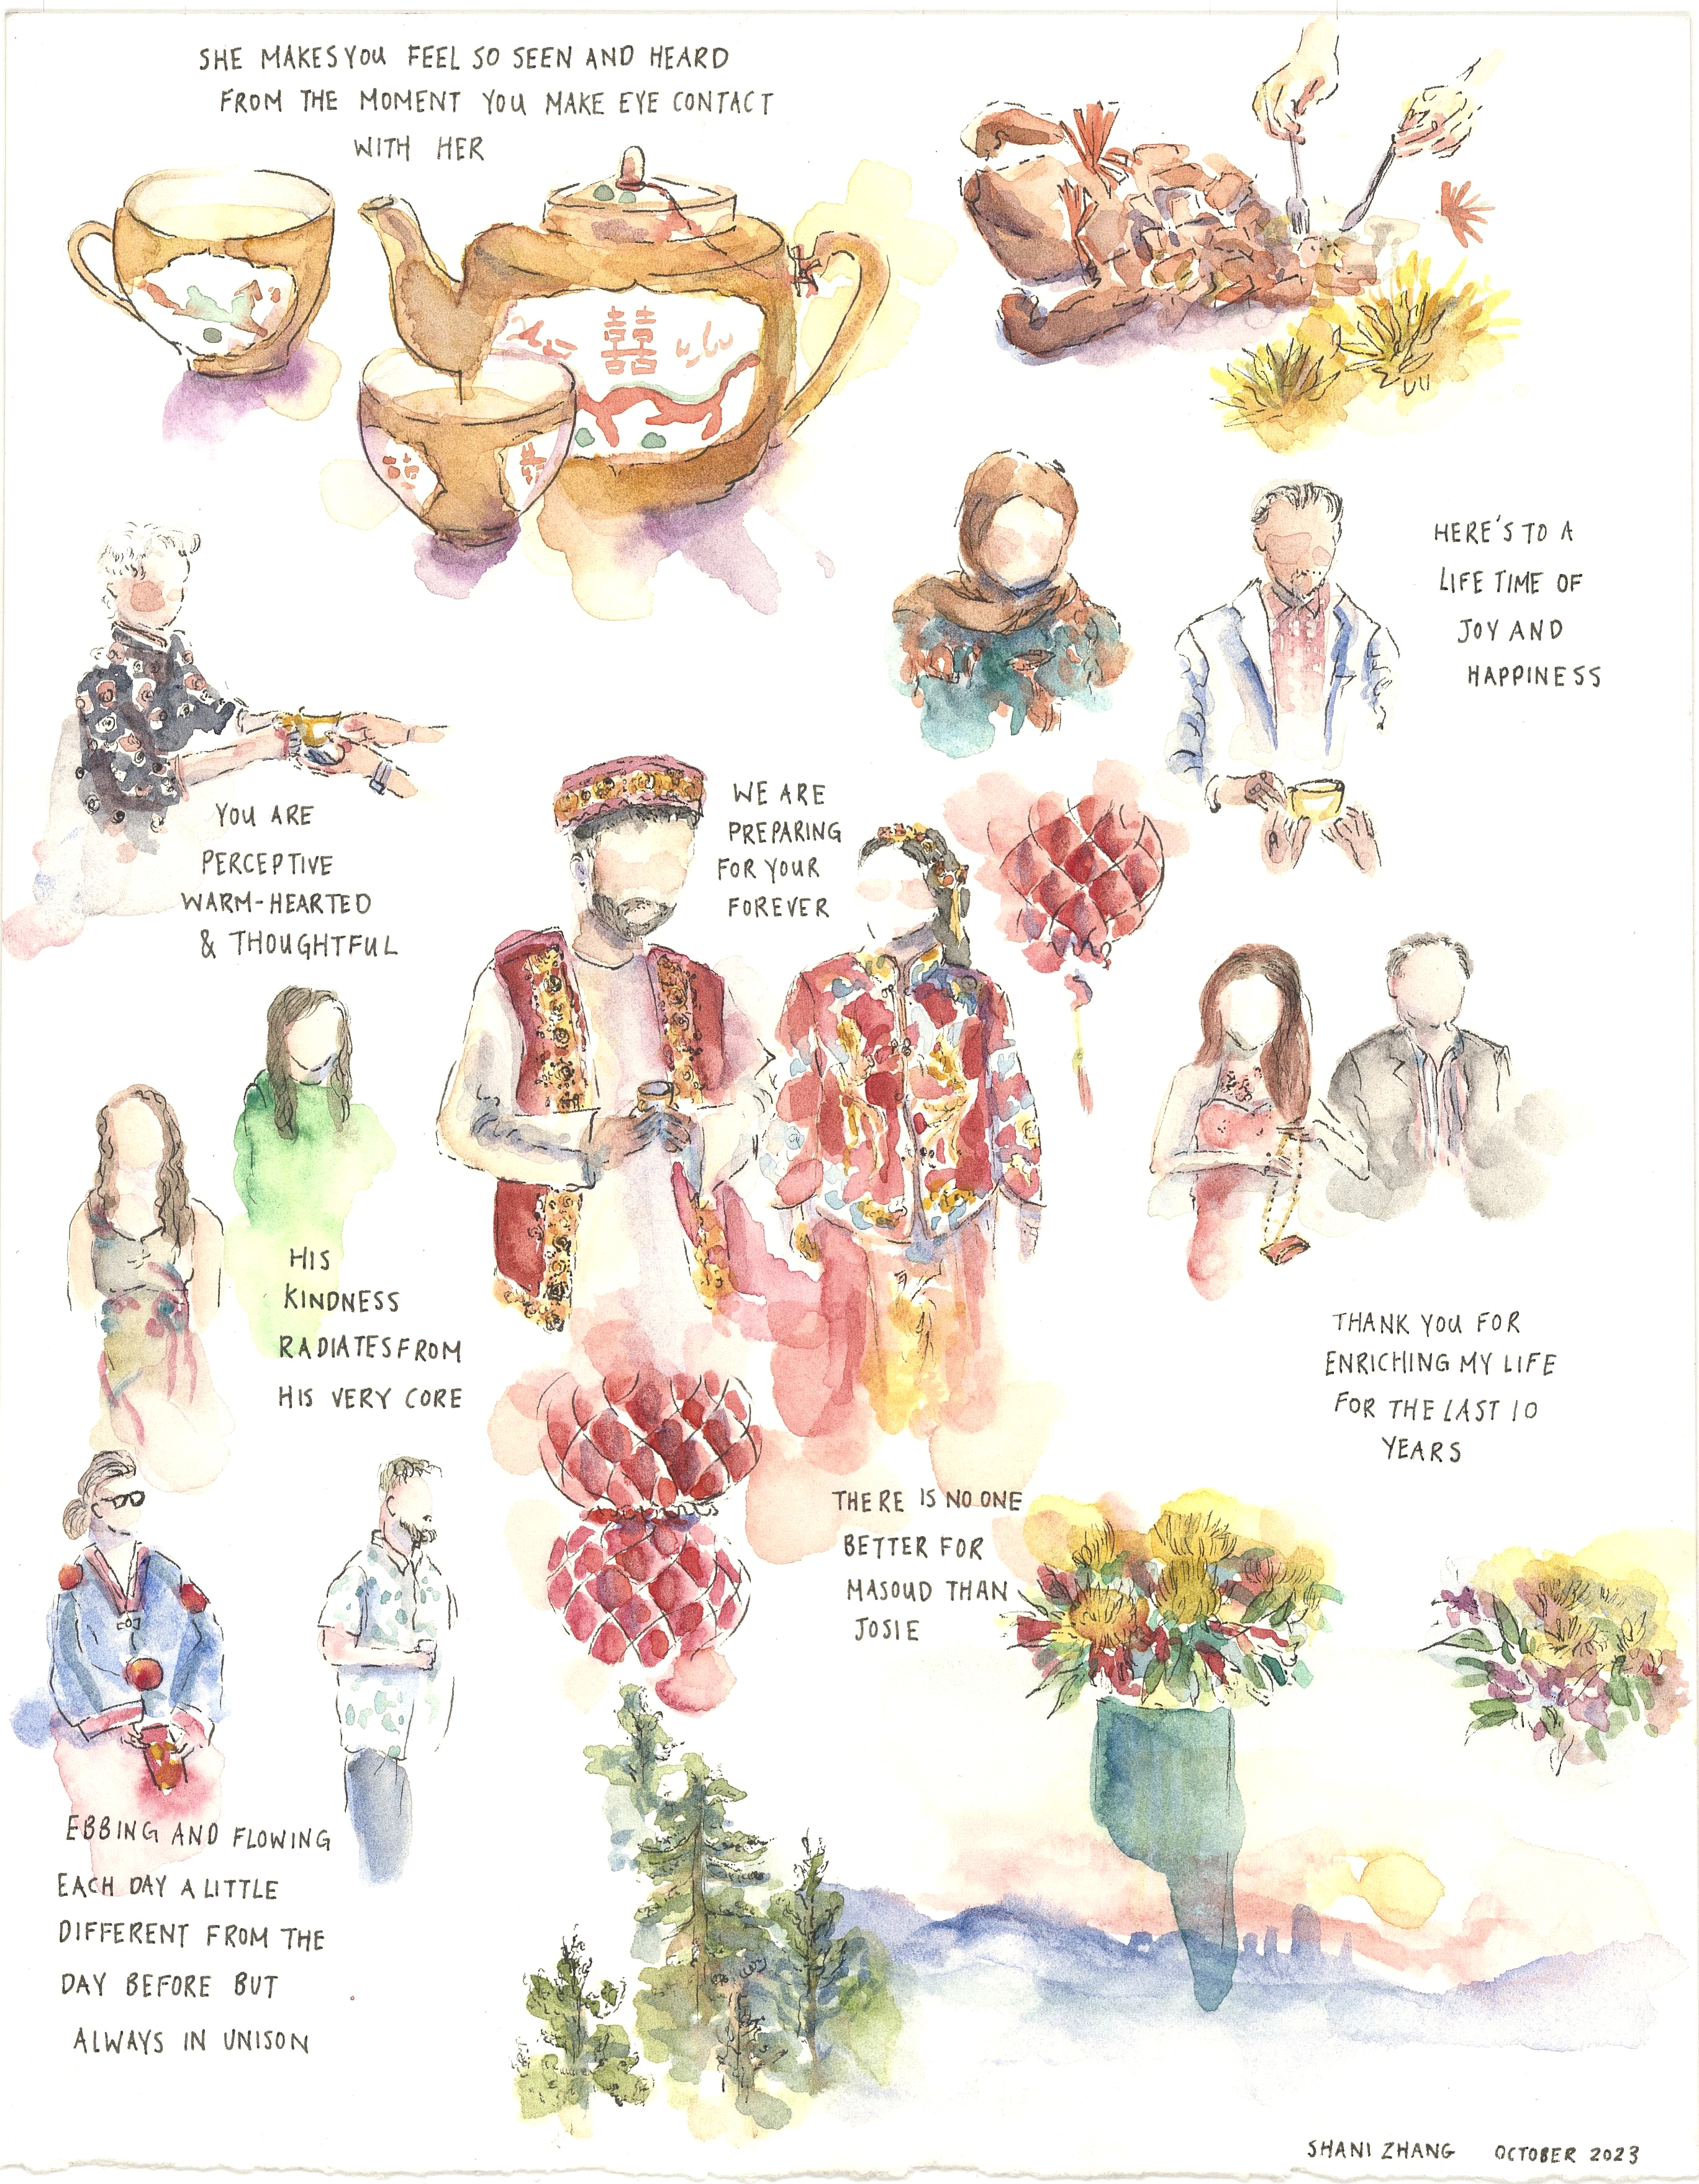 SHE MAKES YOU FEEL SO SEEN AND HEARD
FROM THE MOMENT YOU MAKE EYE CONTACT
WITH HER
囍
囍
囍
HERE'S TO A
LIFE TIME OF
JOY AND
HAPPINESS
YOU ARE
PERCEPTIVE
WARM-HEARTED
& THOUGHTFUL
WE ARE
PREPARING
FOR YOUR
FOREVER
HIS
KINDNESS
RADIATES FROM
HIS VERY CORE
THANK YOU FOR
ENRICHING MY LIFE
FOR THE LAST 10
YEARS
THERE IS NO ONE
BETTER FOR
MASOUD THAN
JOSIE
EBBING AND FLOWING
EACH DAY A LITTLE
DIFFERENT FROM THE
DAY BEFORE BUT
ALWAYS IN UNISON
SHANI ZHANG OCTOBER 2023